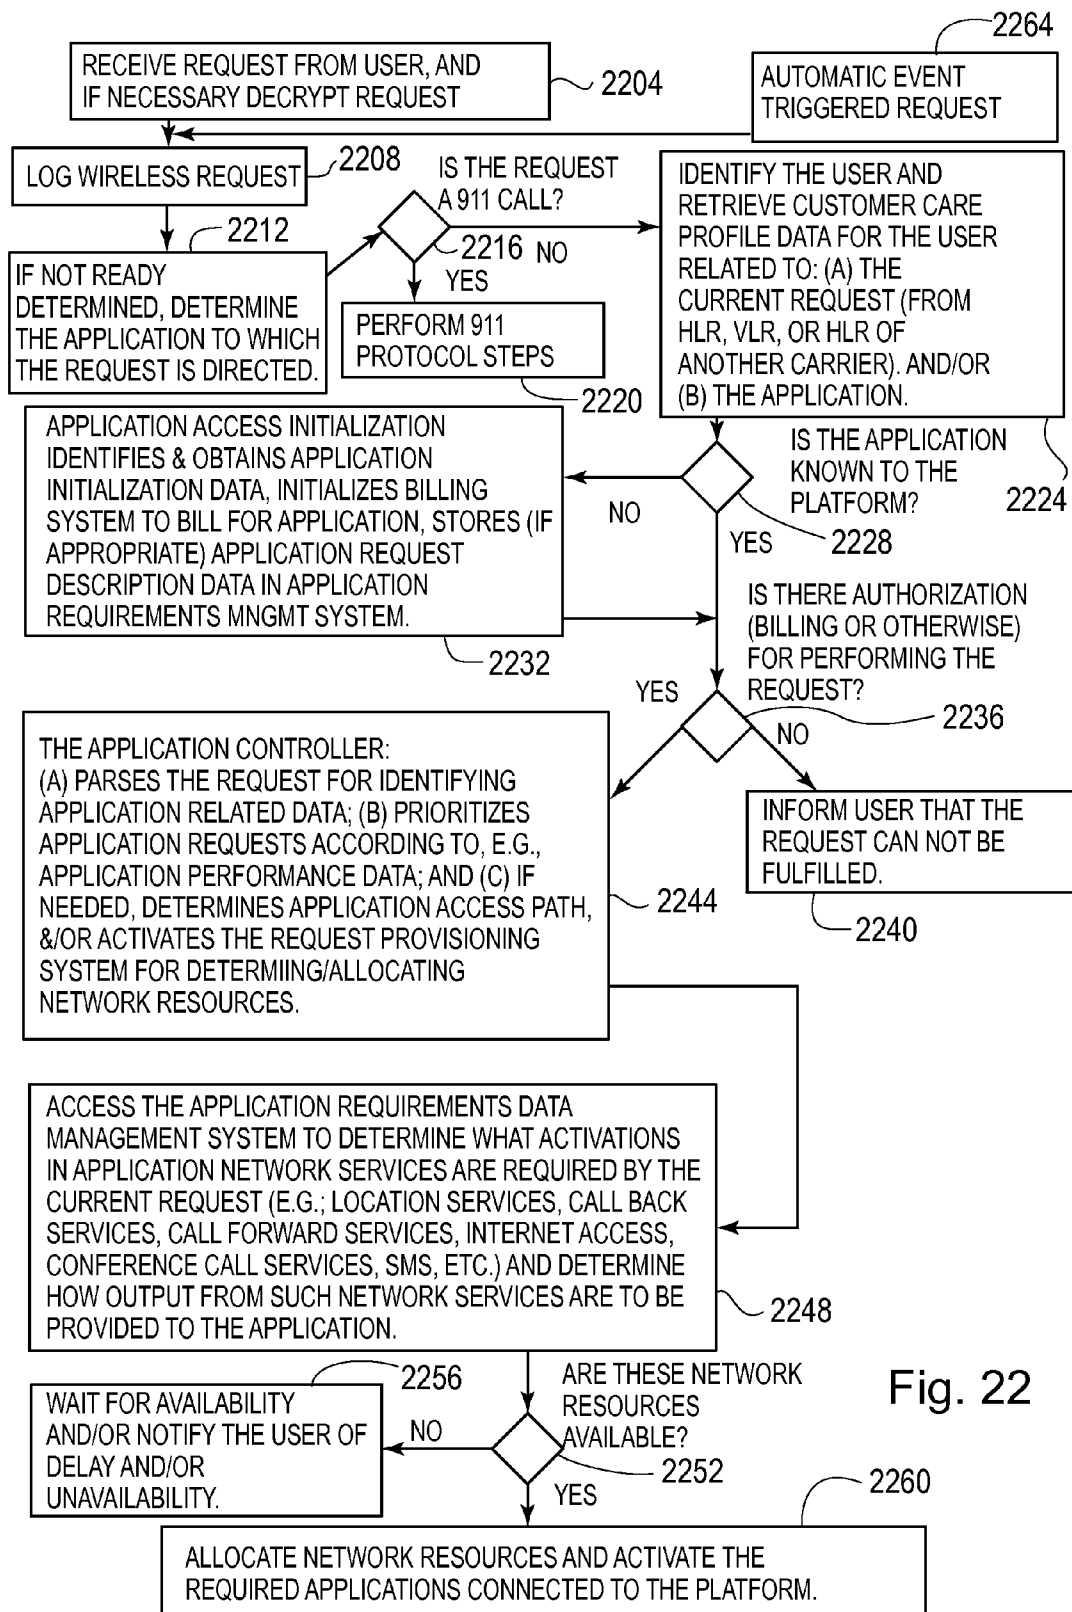 2264
RECEIVE REQUEST FROM USER, AND
IF NECESSARY DECRYPT REQUEST
2204
AUTOMATIC EVENT
TRIGGERED REQUEST
LOG WIRELESS REQUEST
2208
IS THE REQUEST
A 911 CALL?
2216
NO
YES
2212
IF NOT READY
DETERMINED, DETERMINE
THE APPLICATION TO WHICH
THE REQUEST IS DIRECTED.
PERFORM 911
PROTOCOL STEPS
2220
IDENTIFY THE USER AND
RETRIEVE CUSTOMER CARE
PROFILE DATA FOR THE USER
RELATED TO: (A) THE
CURRENT REQUEST (FROM
HLR, VLR, OR HLR OF
ANOTHER CARRIER). AND/OR
(B) THE APPLICATION.
2224
IS THE APPLICATION
KNOWN TO THE
PLATFORM?
NO
YES
2228
APPLICATION ACCESS INITIALIZATION
IDENTIFIES & OBTAINS APPLICATION
INITIALIZATION DATA, INITIALIZES BILLING
SYSTEM TO BILL FOR APPLICATION, STORES (IF
APPROPRIATE) APPLICATION REQUEST
DESCRIPTION DATA IN APPLICATION
REQUIREMENTS MNGMT SYSTEM.
2232
IS THERE AUTHORIZATION
(BILLING OR OTHERWISE)
FOR PERFORMING THE
REQUEST?
YES
2236
NO
THE APPLICATION CONTROLLER:
(A) PARSES THE REQUEST FOR IDENTIFYING
APPLICATION RELATED DATA; (B) PRIORITIZES
APPLICATION REQUESTS ACCORDING TO, E.G.,
APPLICATION PERFORMANCE DATA; AND (C) IF
NEEDED, DETERMINES APPLICATION ACCESS PATH,
&/OR ACTIVATES THE REQUEST PROVISIONING
SYSTEM FOR DETERMIING/ALLOCATING
NETWORK RESOURCES.
2244
INFORM USER THAT THE
REQUEST CAN NOT BE
FULFILLED.
2240
ACCESS THE APPLICATION REQUIREMENTS DATA
MANAGEMENT SYSTEM TO DETERMINE WHAT ACTIVATIONS
IN APPLICATION NETWORK SERVICES ARE REQUIRED BY THE
CURRENT REQUEST (E.G.; LOCATION SERVICES, CALL BACK
SERVICES, CALL FORWARD SERVICES, INTERNET ACCESS,
CONFERENCE CALL SERVICES, SMS, ETC.) AND DETERMINE
HOW OUTPUT FROM SUCH NETWORK SERVICES ARE TO BE
PROVIDED TO THE APPLICATION.
2248
2256
WAIT FOR AVAILABILITY
AND/OR NOTIFY THE USER OF
DELAY AND/OR
UNAVAILABILITY.
NO
ARE THESE NETWORK
RESOURCES
AVAILABLE?
2252
YES
Fig. 22
2260
ALLOCATE NETWORK RESOURCES AND ACTIVATE THE
REQUIRED APPLICATIONS CONNECTED TO THE PLATFORM.